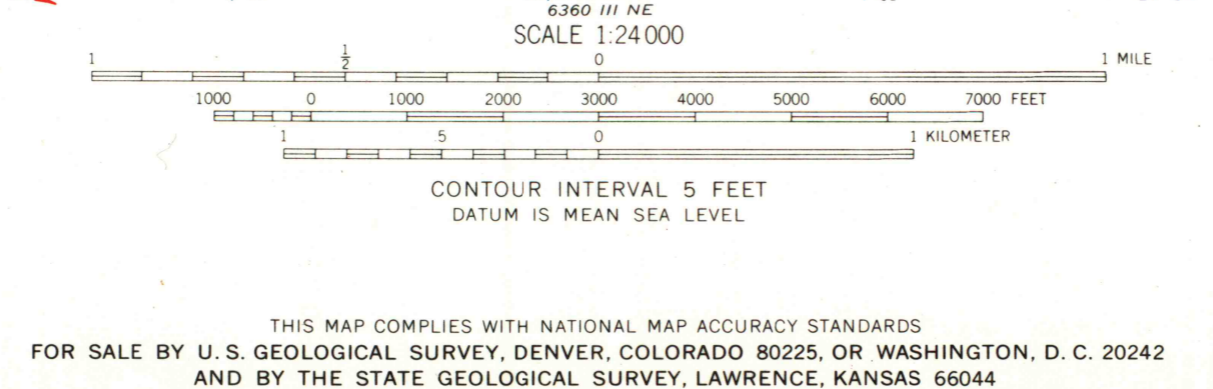 6360 III NE
SCALE 1:24 000
1 ½ 0 1 MILE
1000 0 1000 2000 3000 4000 5000 6000 7000 FEET
1 .5 0 1 KILOMETER
CONTOUR INTERVAL 5 FEET
DATUM IS MEAN SEA LEVEL
THIS MAP COMPLIES WITH NATIONAL MAP ACCURACY STANDARDS
FOR SALE BY U. S. GEOLOGICAL SURVEY, DENVER, COLORADO 80225, OR WASHINGTON, D. C. 20242
AND BY THE STATE GEOLOGICAL SURVEY, LAWRENCE, KANSAS 66044